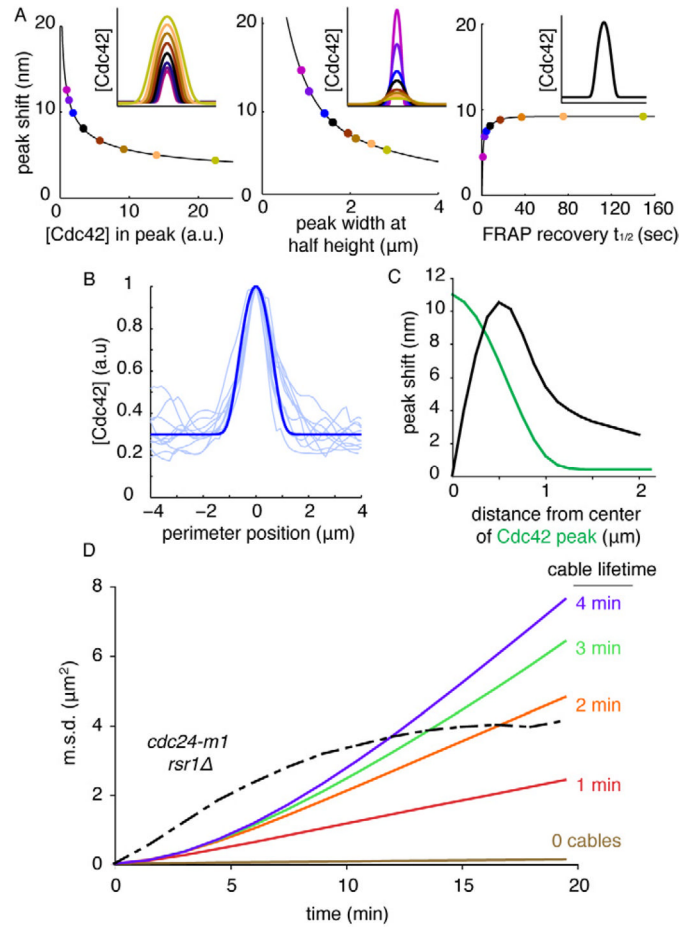 A
peak shift (nm)
20
10
0
0 10 20
[Cdc42] in peak (a.u.)
[Cdc42]
20
10
0
0 2 4
peak width at
half height (μm)
[Cdc42]
20
10
0
0 40 80 120 160
FRAP recovery t1/2 (sec)
[Cdc42]
B
[Cdc42] (a.u)
1
0.8
0.6
0.4
0.2
0
−4 −2 0 2 4
perimeter position (μm)
C
peak shift (nm)
12
10
8
6
4
2
0
0 1 2
distance from center
of Cdc42 peak (μm)
D
m.s.d. (μm²)
8
6
4
2
0
0 5 10 15 20
time (min)
cdc24-m1
rsr1Δ
cable lifetime
4 min
3 min
2 min
1 min
0 cables